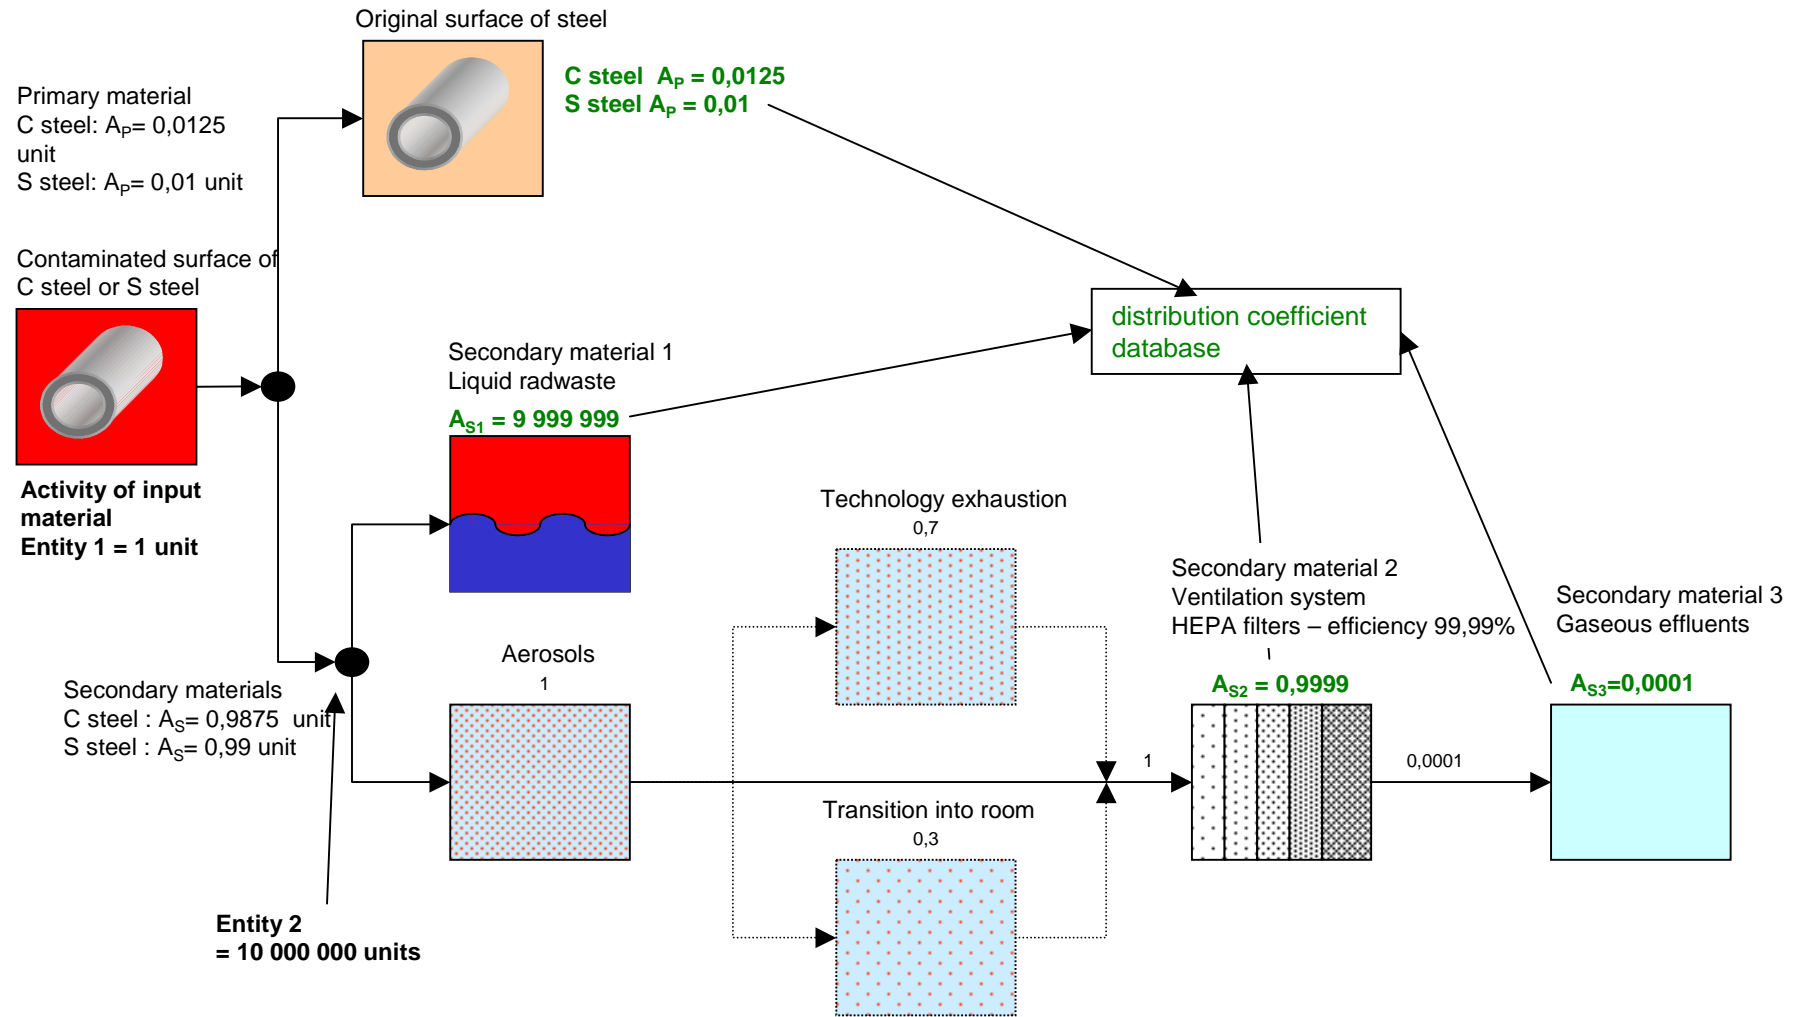 Original surface of steel
C steel  AP = 0,0125
S steel AP = 0,01
Primary material
C steel: AP= 0,0125
unit
S steel: AP= 0,01 unit
Contaminated surface of
C steel or S steel
Activity of input
material
Entity 1 = 1 unit
distribution coefficient
database
Secondary material 1
Liquid radwaste
AS1 = 9 999 999
Technology exhaustion
0,7
Secondary material 2
Ventilation system
HEPA filters – efficiency 99,99%
AS2 = 0,9999
Secondary material 3
Gaseous effluents
AS3=0,0001
Aerosols
1
Secondary materials
C steel : AS= 0,9875  unit
S steel : AS= 0,99 unit
1
0,0001
Transition into room
0,3
Entity 2
= 10 000 000 units